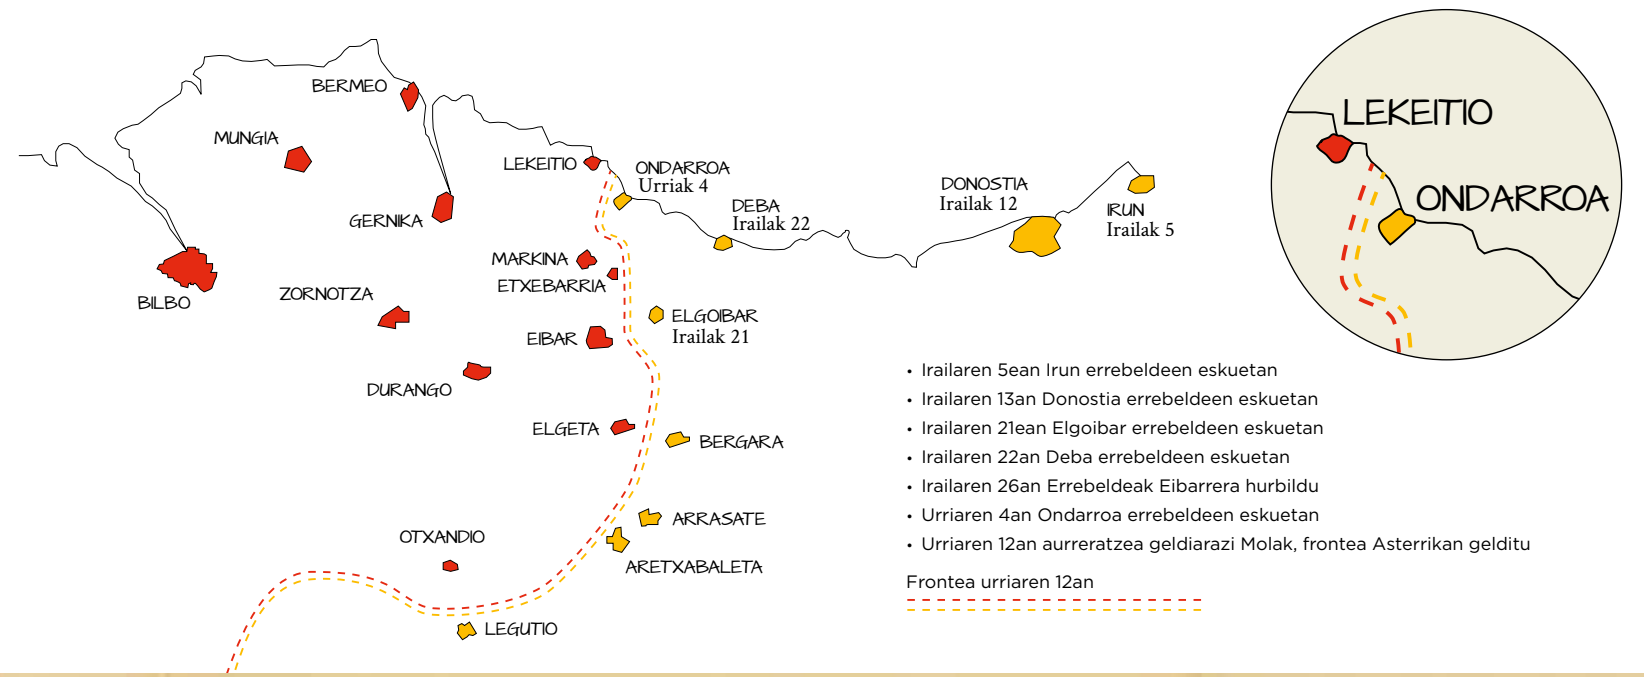 BERMEO
MUNGIA
LEKEITIO
ONDARROA
Urriak 4
GERNIKA
DEBA
Irailak 22
DONOSTIA
Irailak 12
IRUN
Irailak 5
MARKINA
ETXEBARRIA
BILBO
ZORNOTZA
EIBAR
ELGOIBAR
Irailak 21
DURANGO
ELGETA
BERGARA
ARRASATE
OTXANDIO
ARETXABALETA
LEGUTIO
LEKEITIO
ONDARROA
• Irailaren 5ean Irun errebeldeen eskuetan
• Irailaren 13an Donostia errebeldeen eskuetan
• Irailaren 21ean Elgoibar errebeldeen eskuetan
• Irailaren 22an Deba errebeldeen eskuetan
• Irailaren 26an Errebeldeak Eibarrera hurbildu
• Urriaren 4an Ondarroa errebeldeen eskuetan
• Urriaren 12an aurreratzea geldiarazi Molak, frontea Asterrikan gelditu
Frontea urriaren 12an